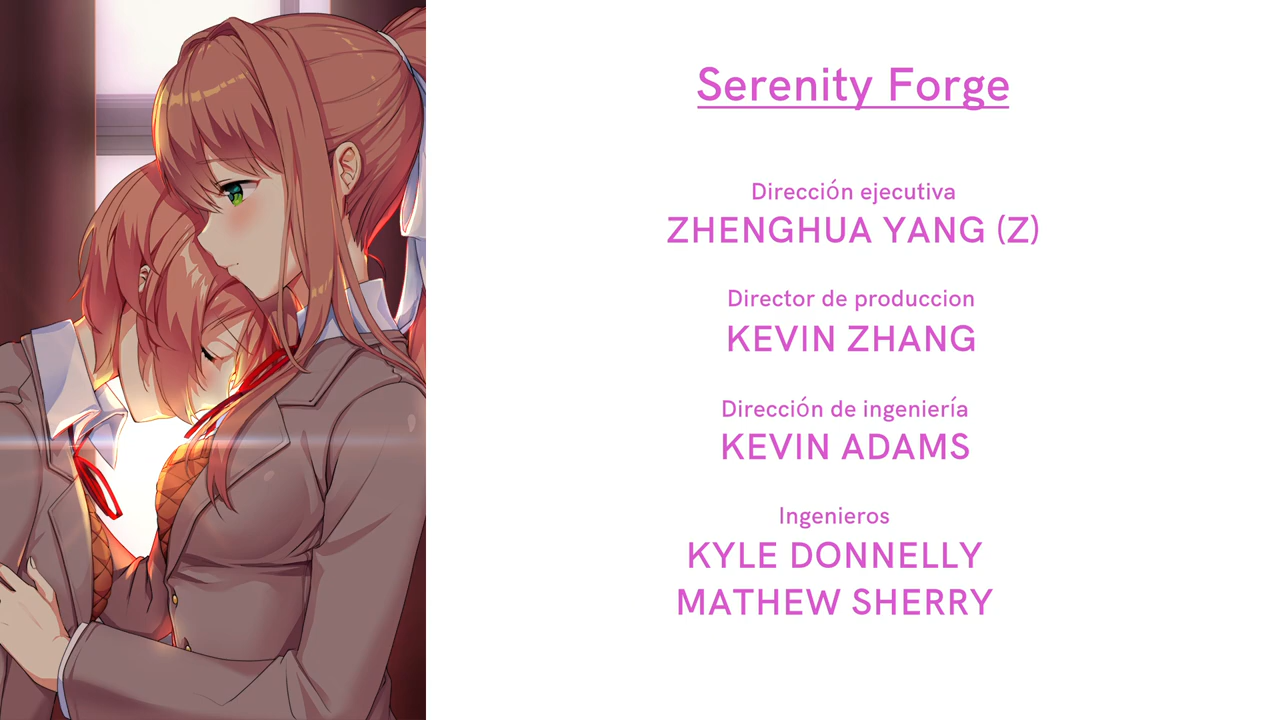 Serenity Forge
Dirección ejecutiva
ZHENGHUA YANG (Z)
Director de produccion
KEVIN ZHANG
Dirección de ingeniería
KEVIN ADAMS
Ingenieros
KYLE DONNELLY
MATHEW SHERRY